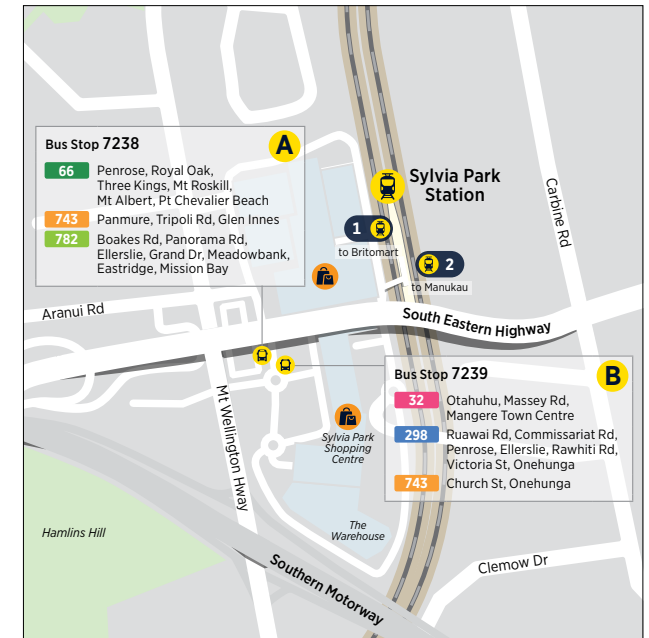 Bus Stop 7238
A
66
Penrose, Royal Oak,
Three Kings, Mt Roskill,
Mt Albert, Pt Chevalier Beach
743
Panmure, Tripoli Rd, Glen Innes
782
Boakes Rd, Panorama Rd,
Ellerslie, Grand Dr, Meadowbank,
Eastridge, Mission Bay
Sylvia Park
Station
1
to Britomart
2
to Manukau
Carbine Rd
Aranui Rd
South Eastern Highway
Bus Stop 7239
B
32
Otahuhu, Massey Rd,
Mangere Town Centre
298
Ruawai Rd, Commissariat Rd,
Penrose, Ellerslie, Rawhiti Rd,
Victoria St, Onehunga
743
Church St, Onehunga
Mt Wellington Hway
Sylvia Park
Shopping
Centre
The
Warehouse
Hamlins Hill
Southern Motorway
Clemow Dr